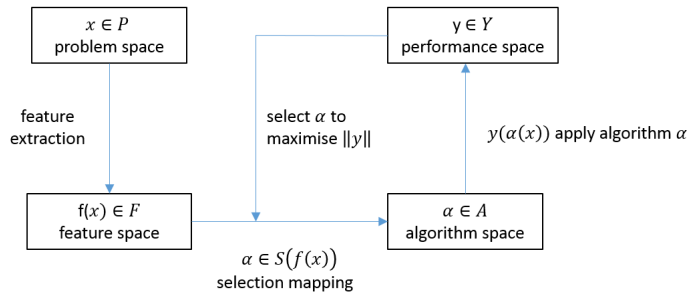 x ∈ P
problem space
y ∈ Y
performance space
feature
extraction
select α to
maximise ‖y‖
y(α(x)) apply algorithm α
f(x) ∈ F
feature space
α ∈ A
algorithm space
α ∈ S(f(x))
selection mapping